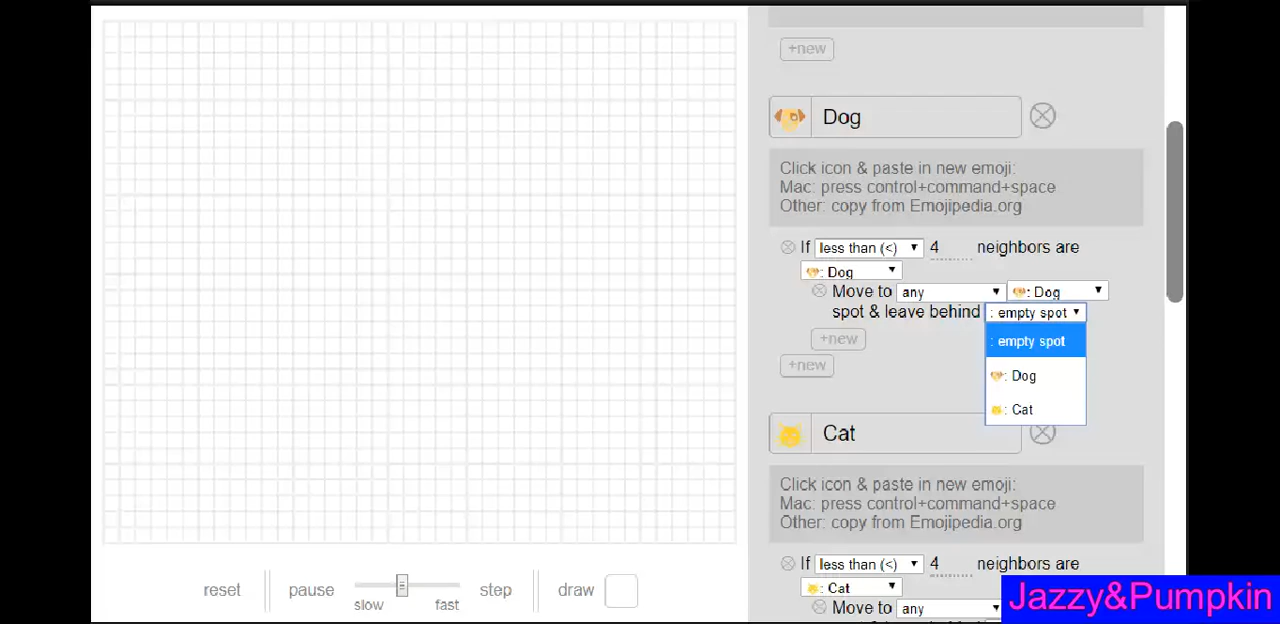 +new
Dog
Click icon & paste in new emoji:
Mac: press control+command+space
Other: copy from Emojipedia.org
If less than (<) 4 neighbors are
: Dog
Move to any : Dog
spot & leave behind : empty spot
: empty spot
: Dog
: Cat
+new
+new
Cat
Click icon & paste in new emoji:
Mac: press control+command+space
Other: copy from Emojipedia.org
If less than (<) 4 neighbors are
: Cat
Move to any
reset pause slow fast step draw
Jazzy&Pumpkin